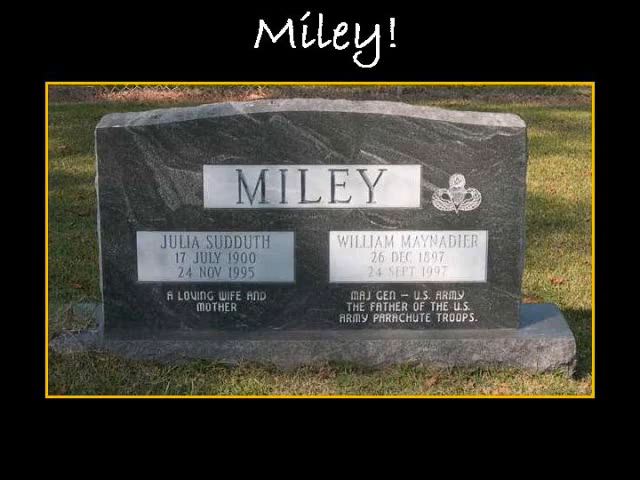 Miley!
MILEY
JULIA SUDDUTH
17 JULY 1900
24 NOV 1995
A LOVING WIFE AND
MOTHER
WILLIAM MAYNADIER
26 DEC 1897
24 SEPT 1997
MAJ GEN – U.S. ARMY
THE FATHER OF THE U.S.
ARMY PARACHUTE TROOPS.